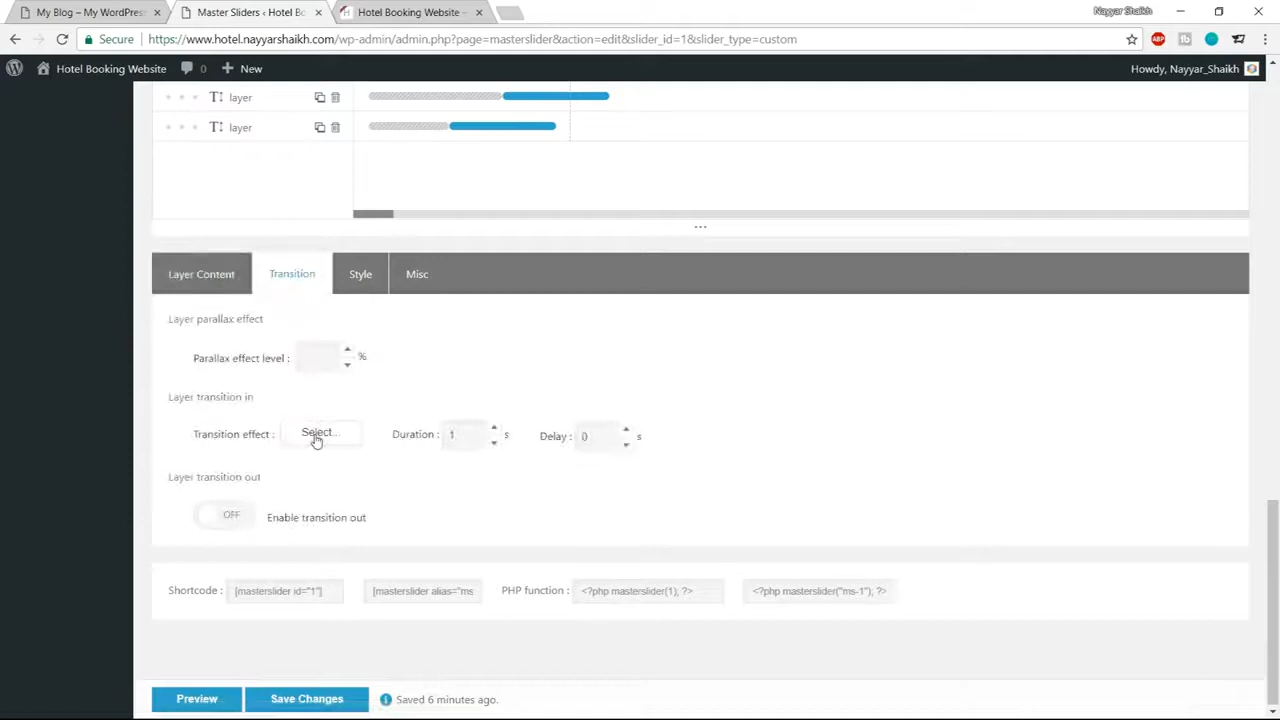 My Blog – My WordPress
Master Sliders ‹ Hotel Bo
Hotel Booking Website –
Nayyar Shaikh
Secure
https://www.hotel.nayyarshaikh.com/wp-admin/admin.php?page=masterslider&action=edit&slider_id=1&slider_type=custom
Hotel Booking Website
0
New
Howdy, Nayyar_Shaikh
layer
layer
Layer Content
Transition
Style
Misc
Layer parallax effect
Parallax effect level :
%
Layer transition in
Transition effect :
Select...
Duration :
1
s
Delay :
0
s
Layer transition out
OFF
Enable transition out
Shortcode :
[masterslider id="1"]
[masterslider alias="ms
PHP function :
<?php masterslider(1); ?>
<?php masterslider("ms-1"); ?>
Preview
Save Changes
Saved 6 minutes ago.